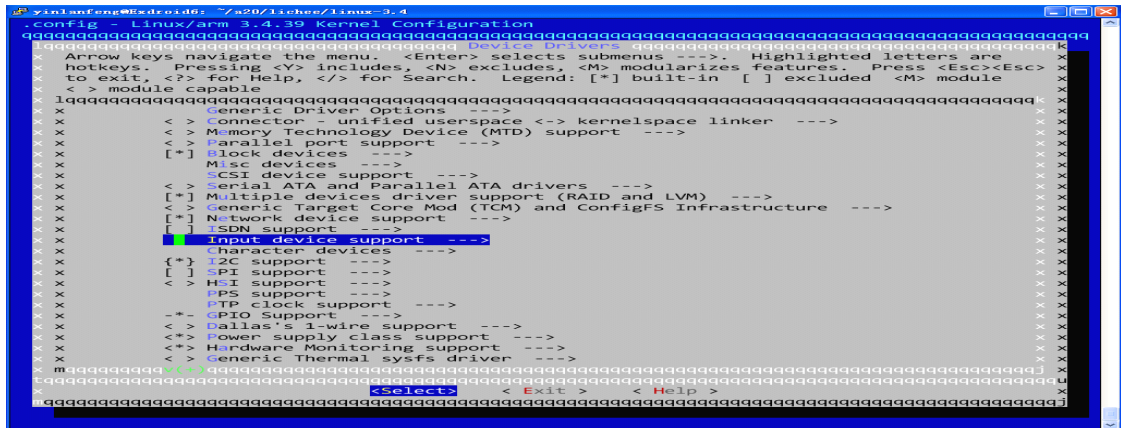 yinlanfeng@Exdroid6: ~/a20/lichee/linux-3.4
.config - Linux/arm 3.4.39 Kernel Configuration
Device Drivers
Arrow keys navigate the menu.  <Enter> selects submenus --->.  Highlighted letters are
hotkeys.  Pressing <Y> includes, <N> excludes, <M> modularizes features.  Press <Esc><Esc>
to exit, <?> for Help, </> for Search.  Legend: [*] built-in  [ ] excluded  <M> module
< > module capable
Generic Driver Options  --->
< > Connector - unified userspace <-> kernelspace linker  --->
< > Memory Technology Device (MTD) support  --->
< > Parallel port support  --->
[*] Block devices  --->
Misc devices  --->
SCSI device support  --->
< > Serial ATA and Parallel ATA drivers  --->
[*] Multiple devices driver support (RAID and LVM)  --->
< > Generic Target Core Mod (TCM) and ConfigFS Infrastructure  --->
[*] Network device support  --->
[ ] ISDN support  --->
Input device support  --->
Character devices  --->
{*} I2C support  --->
[ ] SPI support  --->
< > HSI support  --->
PPS support  --->
PTP clock support  --->
-*- GPIO Support  --->
< > Dallas's 1-wire support  --->
<*> Power supply class support  --->
<*> Hardware Monitoring support  --->
< > Generic Thermal sysfs driver  --->
<Select>    < Exit >    < Help >